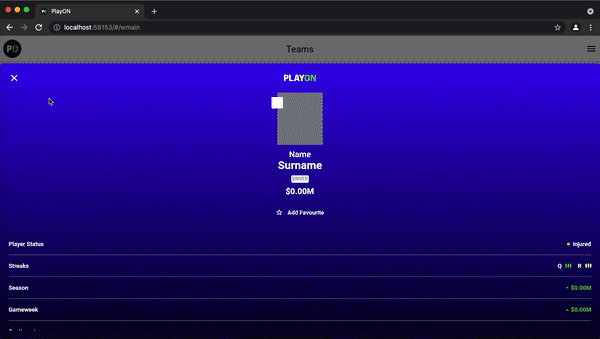 PlayON
localhost:58153/#/wmain
PO
Teams
PLAYON
Name
Surname
DRIVER
$0.00M
Add Favourite
Player Status
Injured
Streaks
Q
R
Season
+ $0.00M
Gameweek
+ $0.00M